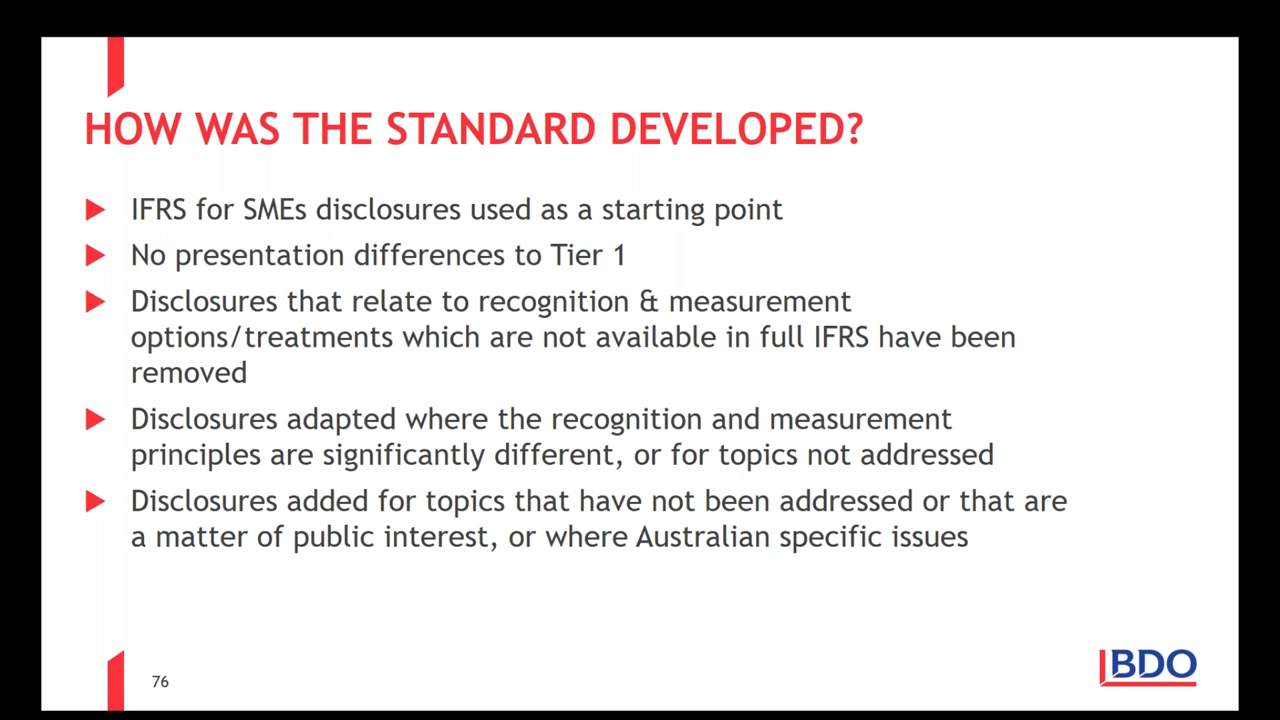 HOW WAS THE STANDARD DEVELOPED?
IFRS for SMEs disclosures used as a starting point
No presentation differences to Tier 1
Disclosures that relate to recognition & measurement
options/treatments which are not available in full IFRS have been
removed
Disclosures adapted where the recognition and measurement
principles are significantly different, or for topics not addressed
Disclosures added for topics that have not been addressed or that are
a matter of public interest, or where Australian specific issues
76
BDO